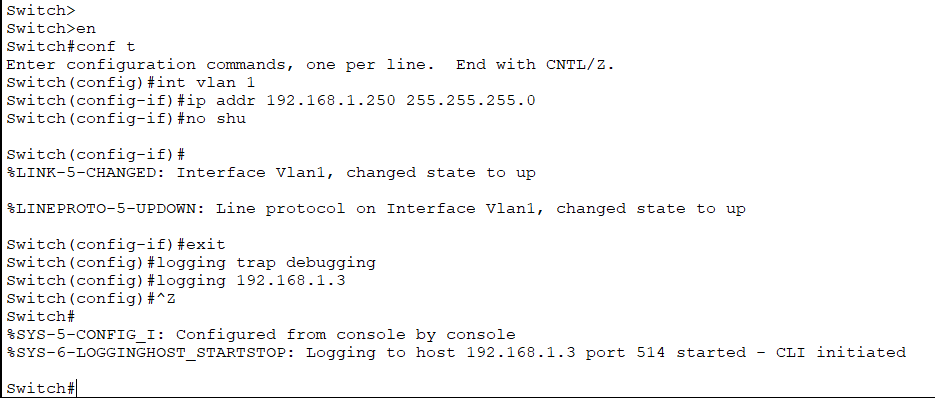 Switch>
Switch>en
Switch#conf t
Enter configuration commands, one per line.  End with CNTL/Z.
Switch(config)#int vlan 1
Switch(config-if)#ip addr 192.168.1.250 255.255.255.0
Switch(config-if)#no shu
Switch(config-if)#
%LINK-5-CHANGED: Interface Vlan1, changed state to up
%LINEPROTO-5-UPDOWN: Line protocol on Interface Vlan1, changed state to up
Switch(config-if)#exit
Switch(config)#logging trap debugging
Switch(config)#logging 192.168.1.3
Switch(config)#^Z
Switch#
%SYS-5-CONFIG_I: Configured from console by console
%SYS-6-LOGGINGHOST_STARTSTOP: Logging to host 192.168.1.3 port 514 started - CLI initiated
Switch#